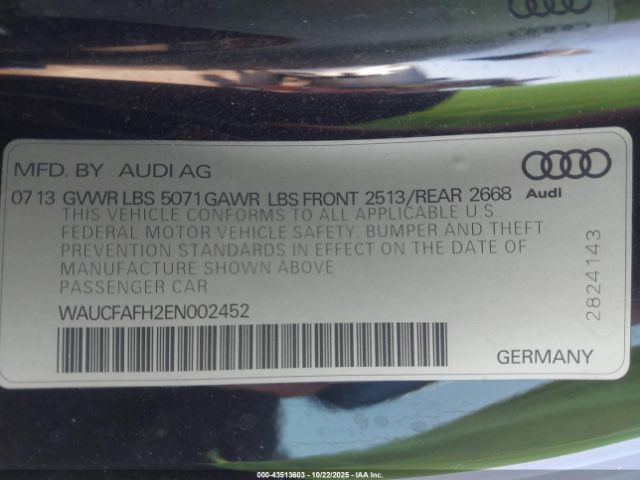 MFD. BY AUDI AG
Audi
07 13 GVWR LBS 5071 GAWR LBS FRONT 2513/REAR 2668
THIS VEHICLE CONFORMS TO ALL APPLICABLE U.S.
FEDERAL MOTOR VEHICLE SAFETY, BUMPER AND THEFT
PREVENTION STANDARDS IN EFFECT ON THE DATE OF
MANUFACTURE SHOWN ABOVE
PASSENGER CAR
WAUCFAFH2EN002452
2824143
GERMANY
000-43513603 | 10/22/2025 | IAA Inc.